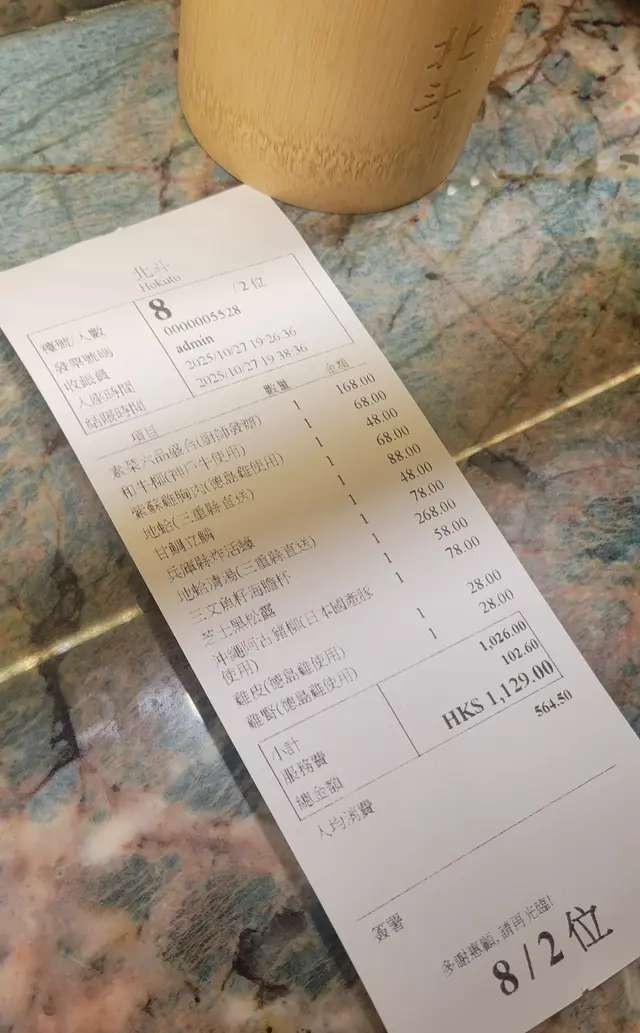 北斗
北斗
Hokuto
檯號/人數 8 /2 位
發票號碼 0000005528
收銀員 admin
入座時間 2025/10/27 19:26:36
結賬時間 2025/10/27 19:38:36
項目 數量 金額
素菜六品盛合(廚師發辦) 1 168.00
和牛柳(神戶牛使用) 1 68.00
紫蘇雞胸肉(德島雞使用) 1 48.00
地蛤(三重縣直送) 1 68.00
甘鯛立鱗 1 88.00
兵庫縣炸活蠔 1 48.00
地蛤清湯(三重縣直送) 1 78.00
三文魚籽海膽杯 1 268.00
芝士黑松露 1 58.00
沖繩阿古豬柳(日本國產豚 1 78.00
使用)
雞皮(德島雞使用) 1 28.00
(德島雞使用) 1 28.00
小計 1,026.00
服務費 102.60
總金額 HK$ 1,129.00
人均消費 564.50
簽署
多謝惠顧, 請再光臨!
8 / 2 位